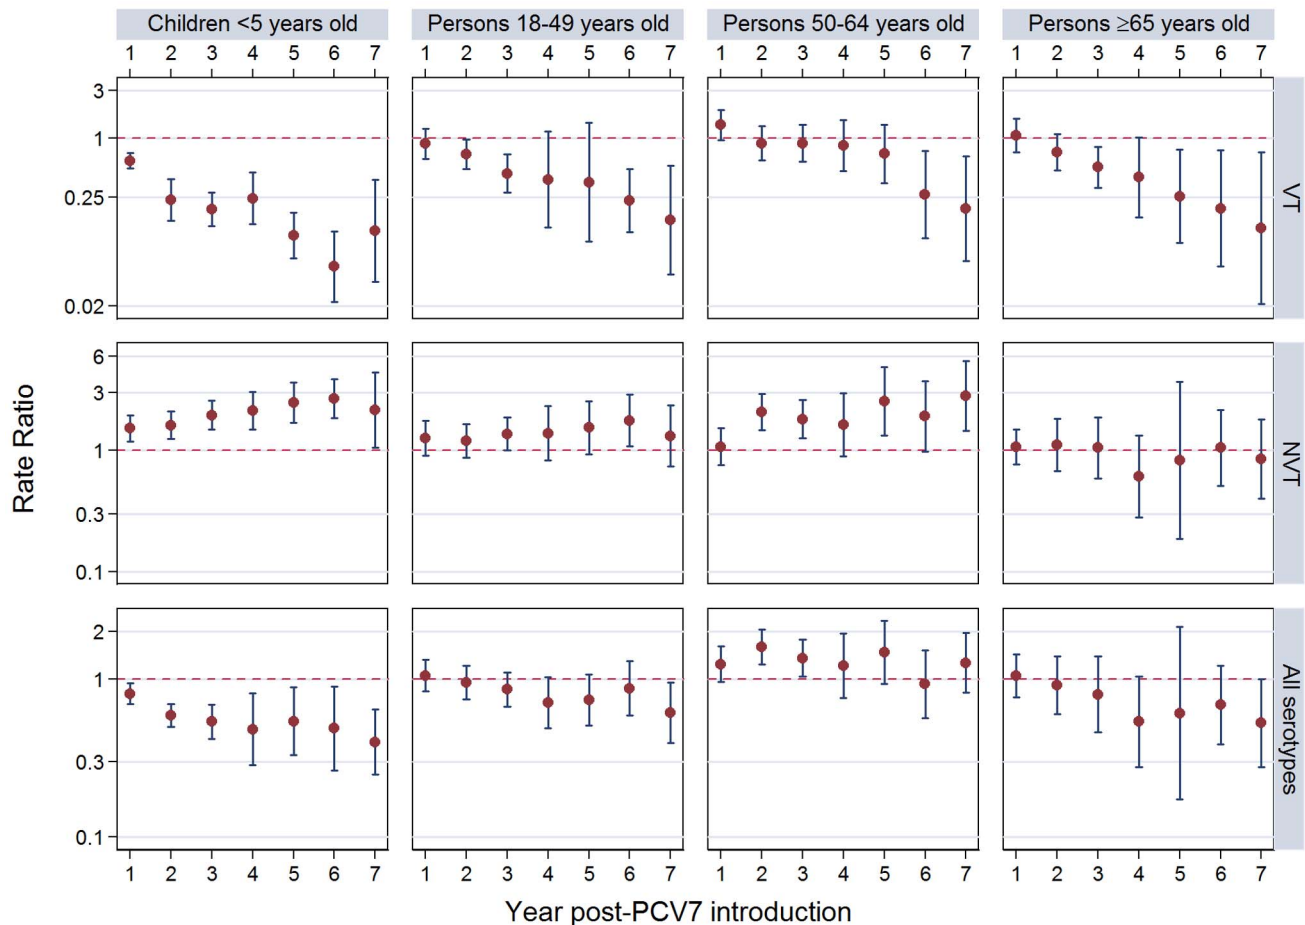 Children <5 years old Persons 18-49 years old Persons 50-64 years old Persons ≥65 years old
1 2 3 4 5 6 7 1 2 3 4 5 6 7 1 2 3 4 5 6 7 1 2 3 4 5 6 7
3
1
0.25
0.02
VT
6
3
1
0.3
0.1
NVT
Rate Ratio
2
1
0.3
0.1
All serotypes
1 2 3 4 5 6 7 1 2 3 4 5 6 7 1 2 3 4 5 6 7 1 2 3 4 5 6 7
Year post-PCV7 introduction